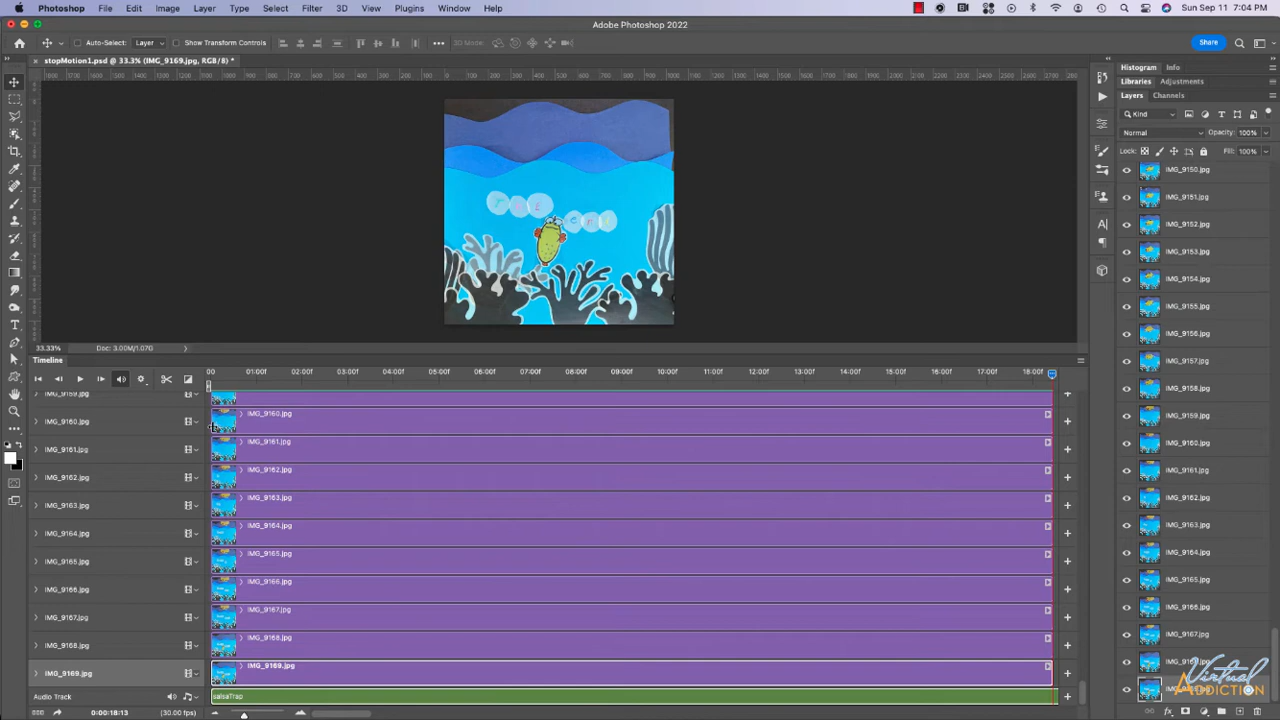 Photoshop File Edit Image Layer Type Select Filter 3D View Plugins Window Help Sun Sep 11 7:04 PM
Adobe Photoshop 2022
Auto-Select: Layer Show Transform Controls 3D Mode: Share
stopMotion1.psd @ 33.3% (IMG_9169.jpg, RGB/8) *
Histogram Info
Libraries Adjustments
Layers Channels
Kind
Normal Opacity: 100%
Lock: Fill: 100%
IMG_9150.jpg
IMG_9151.jpg
IMG_9152.jpg
IMG_9153.jpg
IMG_9154.jpg
IMG_9155.jpg
IMG_9156.jpg
IMG_9157.jpg
IMG_9158.jpg
IMG_9159.jpg
IMG_9160.jpg
IMG_9161.jpg
IMG_9162.jpg
IMG_9163.jpg
IMG_9164.jpg
IMG_9165.jpg
IMG_9166.jpg
IMG_9167.jpg
THE
end
33.33% Doc: 3.00M/1.07G
Timeline
00 01:00f 02:00f 03:00f 04:00f 05:00f 06:00f 07:00f 08:00f 09:00f 10:00f 11:00f 12:00f 13:00f 14:00f 15:00f 16:00f 17:00f 18:00f
IMG_9159.jpg
IMG_9160.jpg IMG_9160.jpg
IMG_9161.jpg IMG_9161.jpg
IMG_9162.jpg IMG_9162.jpg
IMG_9163.jpg IMG_9163.jpg
IMG_9164.jpg IMG_9164.jpg
IMG_9165.jpg IMG_9165.jpg
IMG_9166.jpg IMG_9166.jpg
IMG_9167.jpg IMG_9167.jpg
IMG_9168.jpg IMG_9168.jpg
IMG_9169.jpg IMG_9169.jpg
Audio Track salsaTrap
0:00:18:13 (30.00 fps)
Virtual
ADDICTION